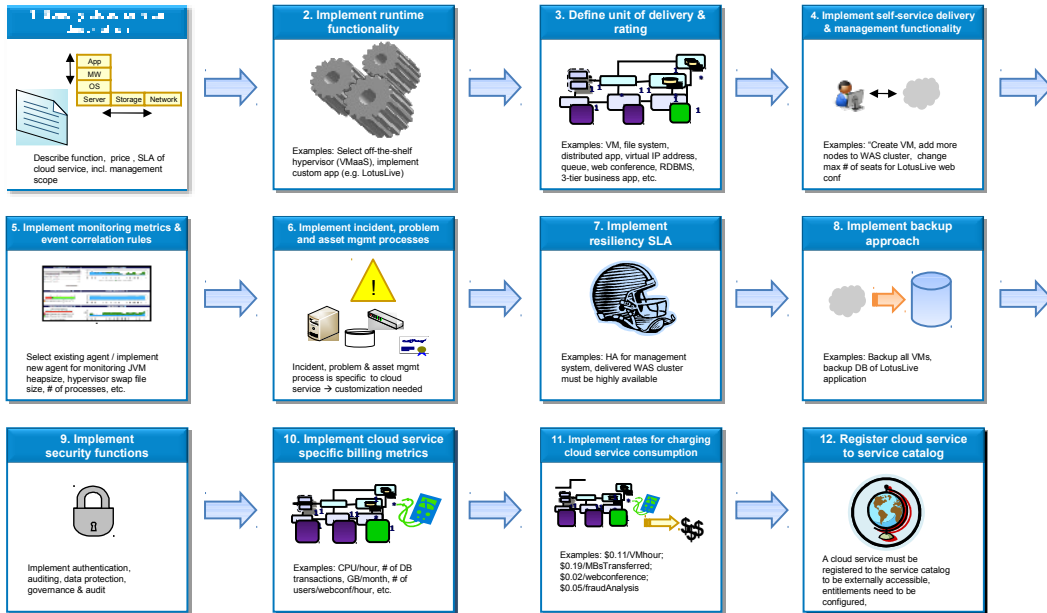 2. Implement runtime
functionality
3. Define unit of delivery &
rating
4. Implement self-service delivery
& management functionality
App
MW
OS
Server Storage Network
Describe function, price , SLA of
cloud service, incl. management
scope
Examples: Select off-the-shelf
hypervisor (VMaaS), implement
custom app (e.g. LotusLive)
Examples: VM, file system,
distributed app, virtual IP address,
queue, web conference, RDBMS,
3-tier business app, etc.
Examples: "Create VM, add more
nodes to WAS cluster, change
max # of seats for LotusLive web
conf
5. Implement monitoring metrics &
event correlation rules
6. Implement incident, problem
and asset mgmt processes
7. Implement
resiliency SLA
8. Implement backup
approach
!
Select existing agent / implement
new agent for monitoring JVM
heapsize, hypervisor swap file
size, # of processes, etc.
Incident, problem & asset mgmt
process is specific to cloud
service → customization needed
Examples: HA for management
system, delivered WAS cluster
must be highly available
Examples: Backup all VMs,
backup DB of LotusLive
application
9. Implement
security functions
10. Implement cloud service
specific billing metrics
11. Implement rates for charging
cloud service consumption
12. Register cloud service
to service catalog
$$$
Implement authentication,
auditing, data protection,
governance & audit
Examples: CPU/hour, # of DB
transactions, GB/month, # of
users/webconf/hour, etc.
Examples: $0.11/VMhour;
$0.19/MBsTransferred;
$0.02/webconference;
$0.05/fraudAnalysis
A cloud service must be
registered to the service catalog
to be externally accessible,
entitlements need to be
configured,